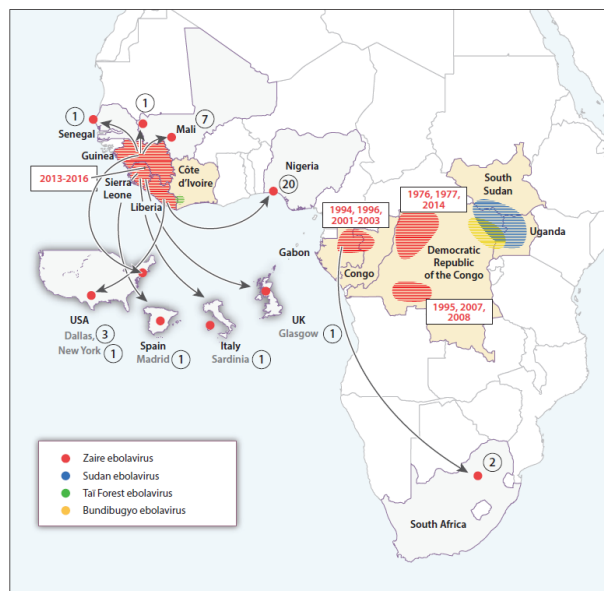 1
1
7
Senegal
Mali
Guinea
2013-2016
Sierra
Leone
Liberia
Côte
d'Ivoire
Nigeria
20
South
Sudan
1976, 1977,
2014
1994, 1996,
2001-2003
Uganda
Gabon
Congo
Democratic
Republic
of the Congo
1995, 2007,
2008
USA
Dallas, 3
New York 1
Spain
Madrid 1
Italy
Sardinia 1
UK
Glasgow 1
2
South Africa
Zaire ebolavirus
Sudan ebolavirus
Taï Forest ebolavirus
Bundibugyo ebolavirus